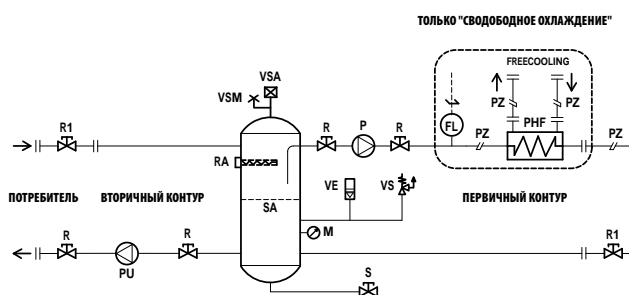 ТОЛЬКО "СВОДОБНОЕ ОХЛАЖДЕНИЕ"
FREECOOLING
VSA
VSM
PZ
PZ
R1
R
P
R
FL
PZ
PHF
PZ
RA
VE
VS
ПОТРЕБИТЕЛЬ
ВТОРИЧНЫЙ КОНТУР
SA
ПЕРВИЧНЫЙ КОНТУР
R
R
M
R1
PU
S